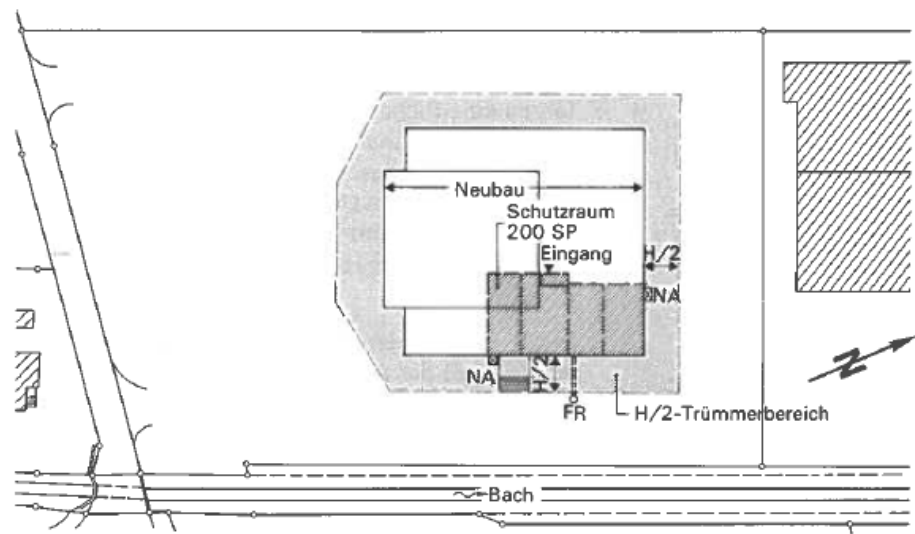 Neubau
Schutzraum
200 SP
Eingang
H/2
NA
NA
H/2
FR
H/2-Trümmerbereich
N
Bach